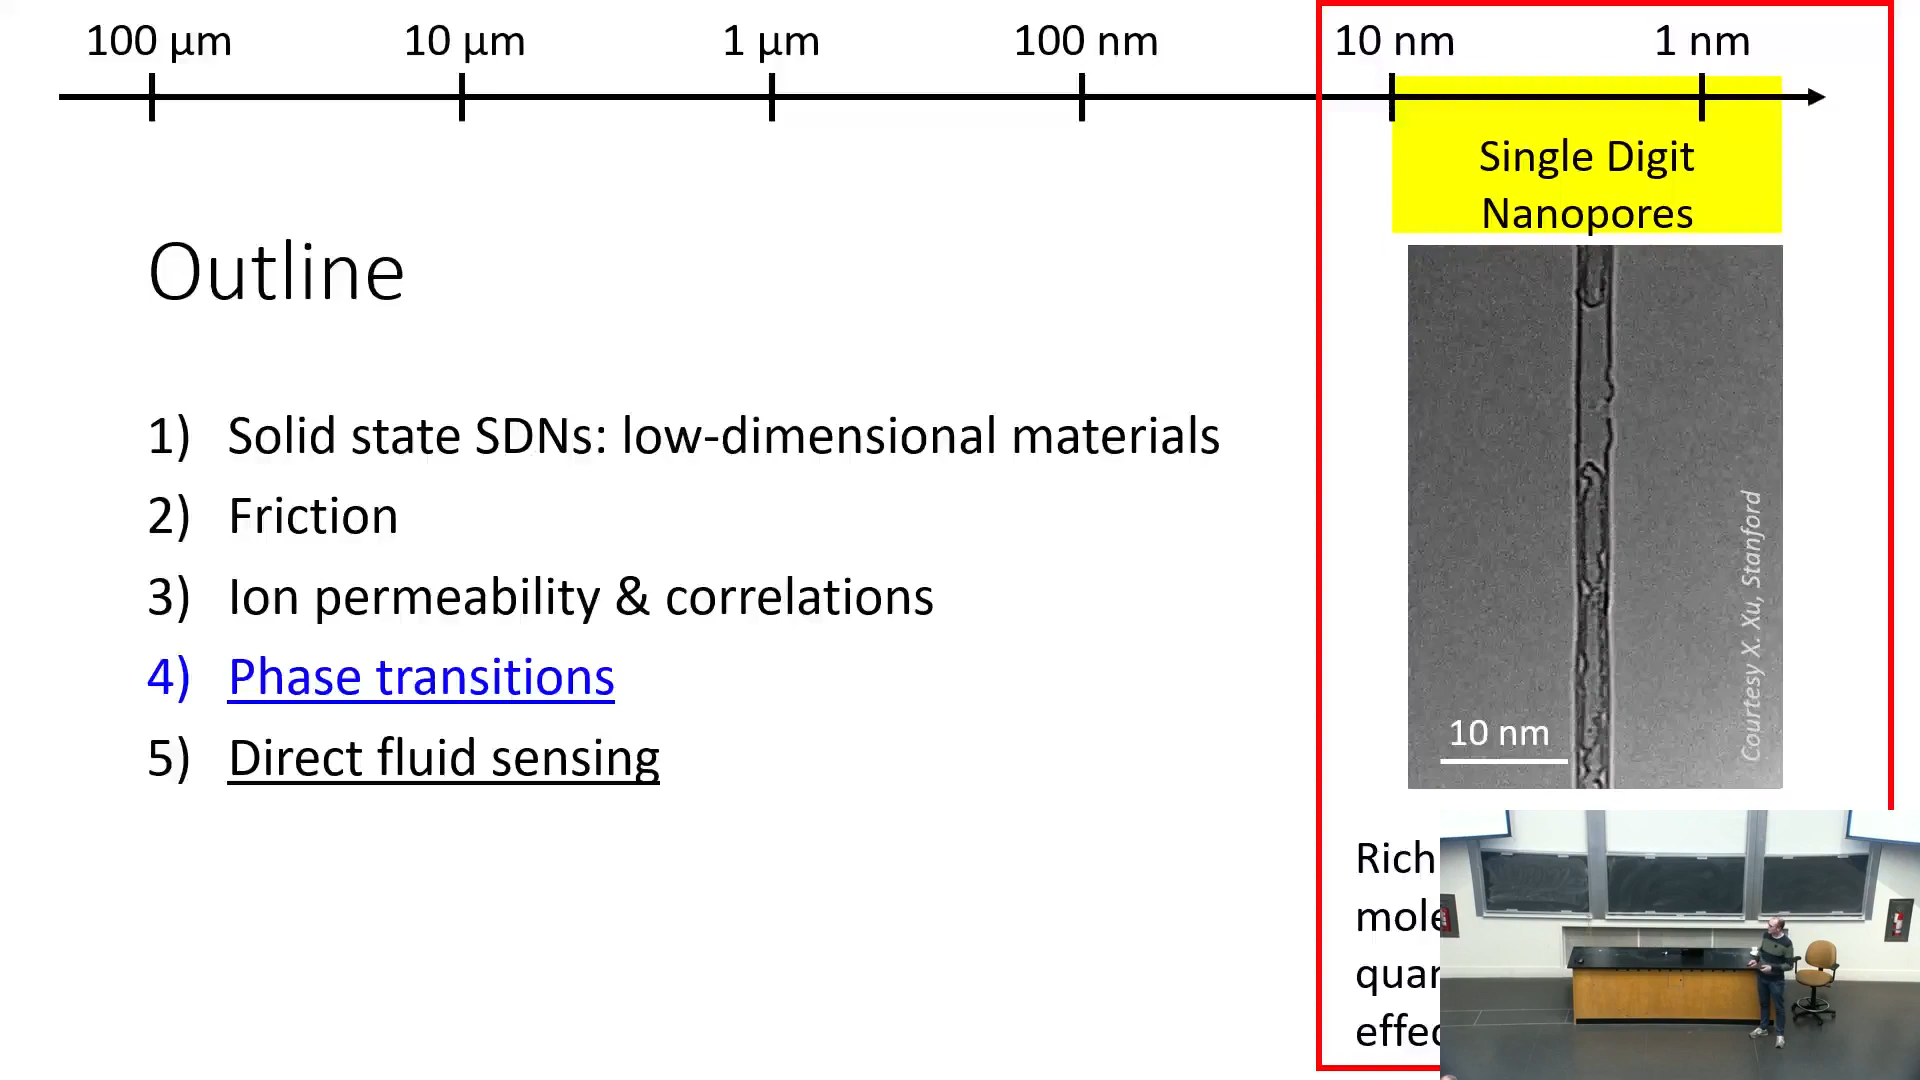 100 µm 10 µm 1 µm 100 nm 10 nm 1 nm
Single Digit
Nanopores
Outline
1) Solid state SDNs: low-dimensional materials
2) Friction
3) Ion permeability & correlations
4) Phase transitions
5) Direct fluid sensing
Courtesy X. Xu, Stanford
10 nm
Rich